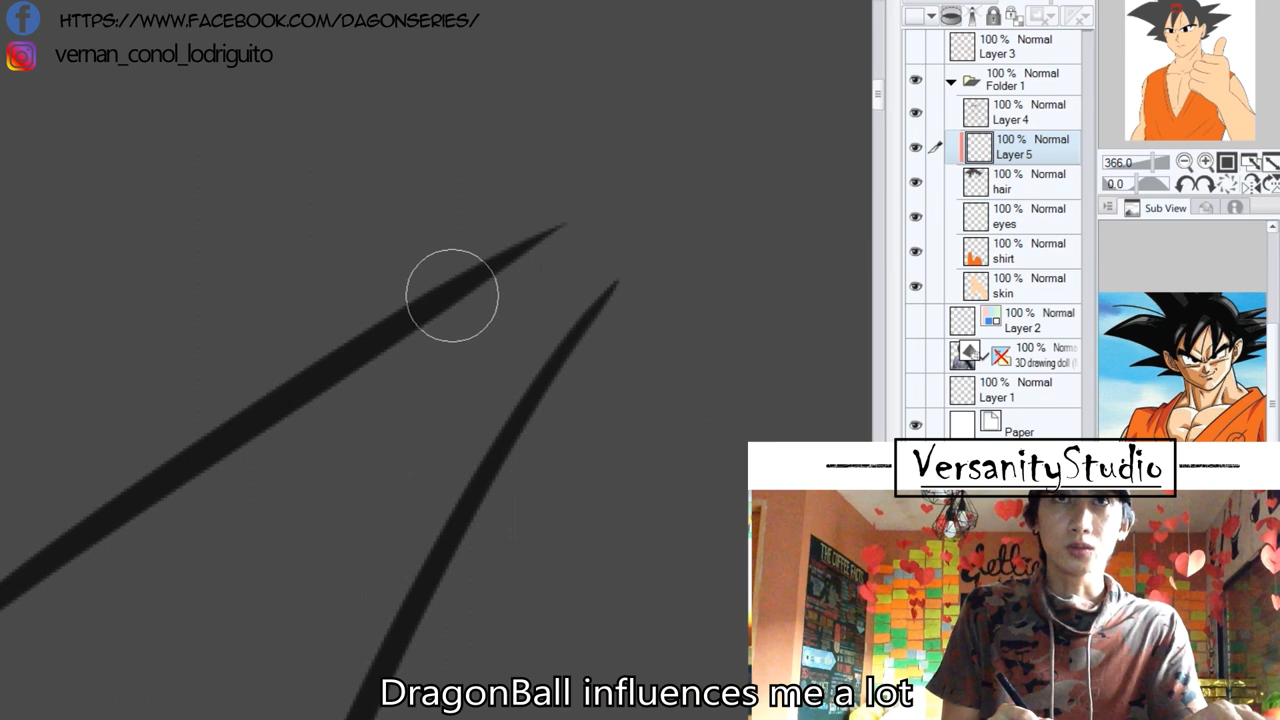 HTTPS://WWW.FACEBOOK.COM/DAGONSERIES/
vernan_conol_lodriguito
100 % Normal
Layer 3
100 % Normal
Folder 1
100 % Normal
Layer 4
100 % Normal
Layer 5
100 % Normal
hair
100 % Normal
eyes
100 % Normal
shirt
100 % Normal
skin
100 % Normal
Layer 2
100 %
3D drawing doll
100 % Normal
Layer 1
Paper
366.0
0.0
Sub View
VersanityStudio
THE COFFEE FACTS
DragonBall influences me a lot